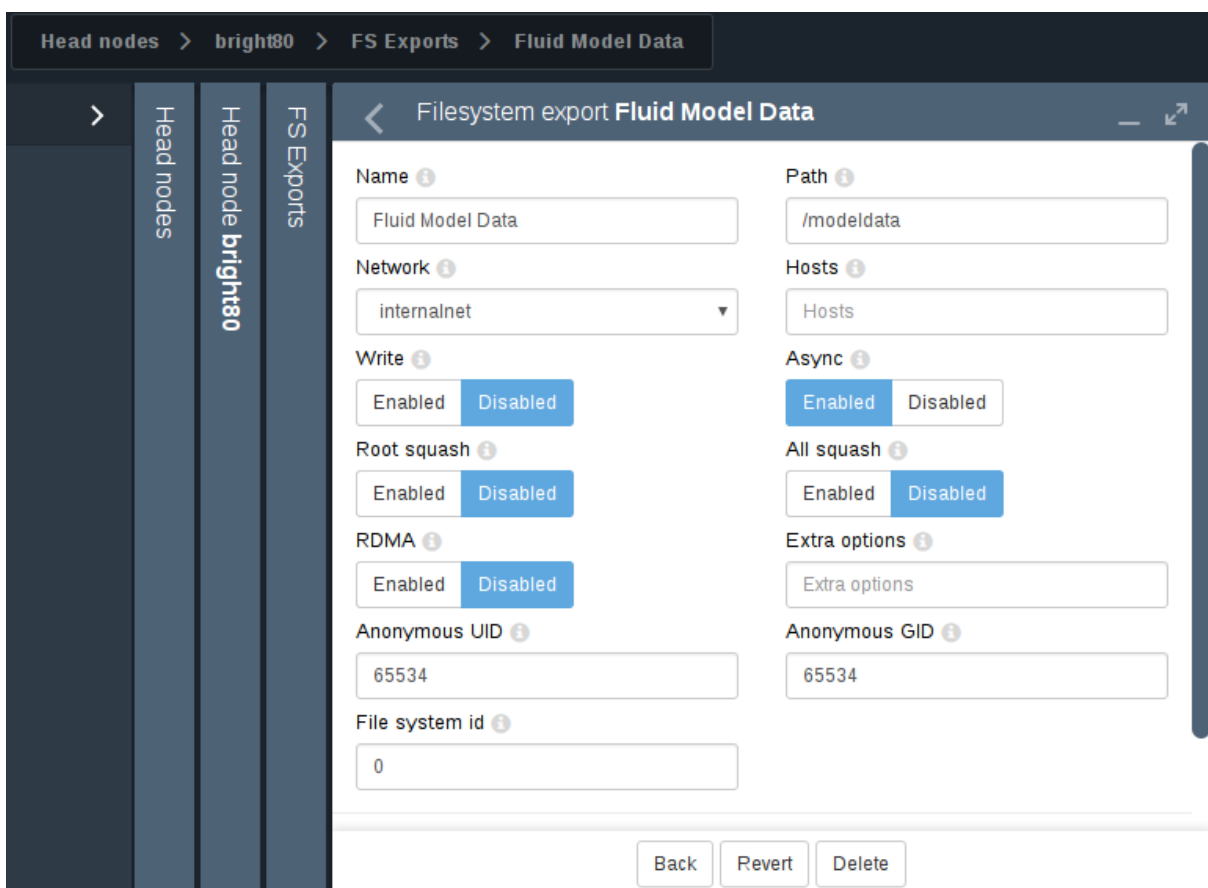 Head nodes > bright80 > FS Exports > Fluid Model Data
Head nodes
Head node bright80
FS Exports
Filesystem export Fluid Model Data
Name
Path
Fluid Model Data
/modeldata
Network
Hosts
internalnet
Hosts
Write
Async
Enabled Disabled
Enabled Disabled
Root squash
All squash
Enabled Disabled
Enabled Disabled
RDMA
Extra options
Enabled Disabled
Extra options
Anonymous UID
Anonymous GID
65534
65534
File system id
0
Back Revert Delete